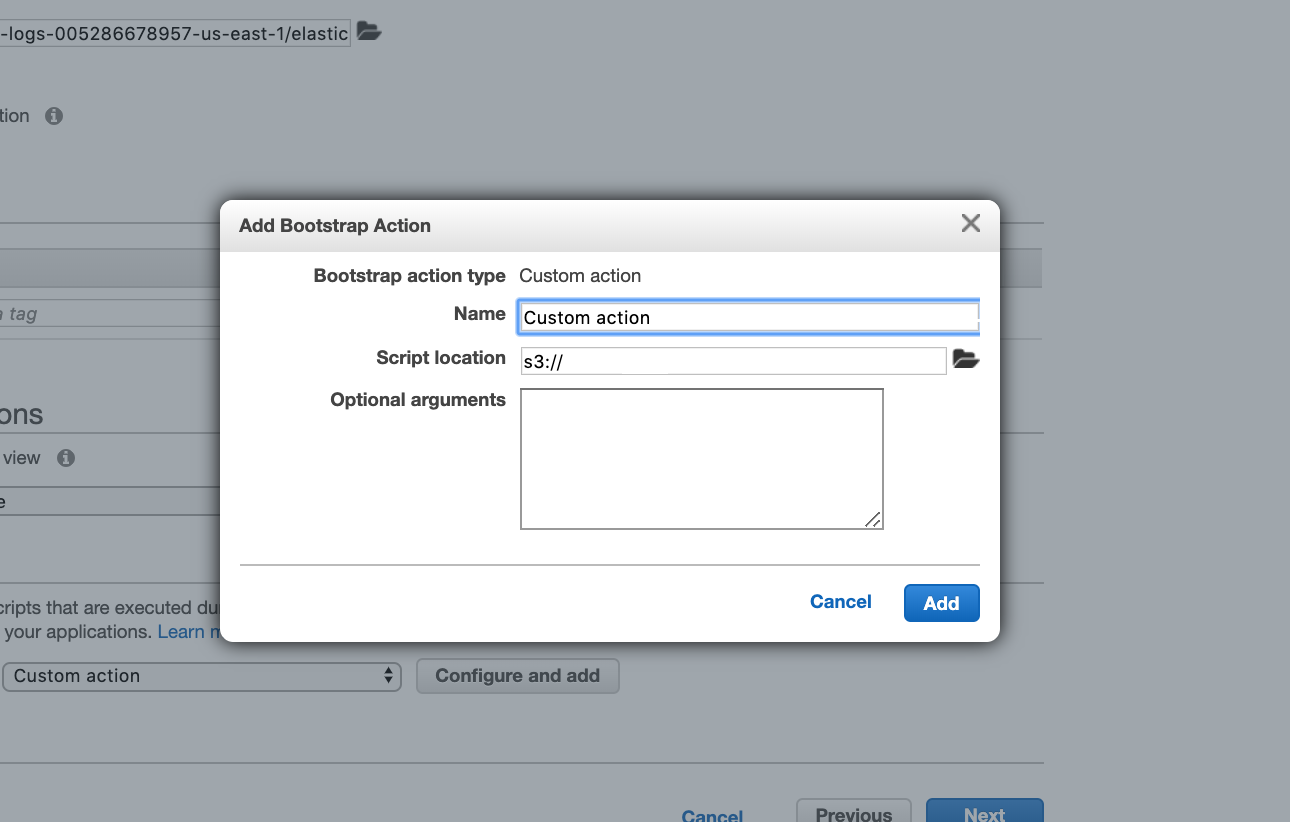 -logs-005286678957-us-east-1/elastic
tion
Add Bootstrap Action
Bootstrap action type Custom action
Name Custom action
Script location s3://
Optional arguments
Cancel Add
tag
ons
view
e
cripts that are executed du
your applications. Learn m
Custom action Configure and add
Cancel Previous Next